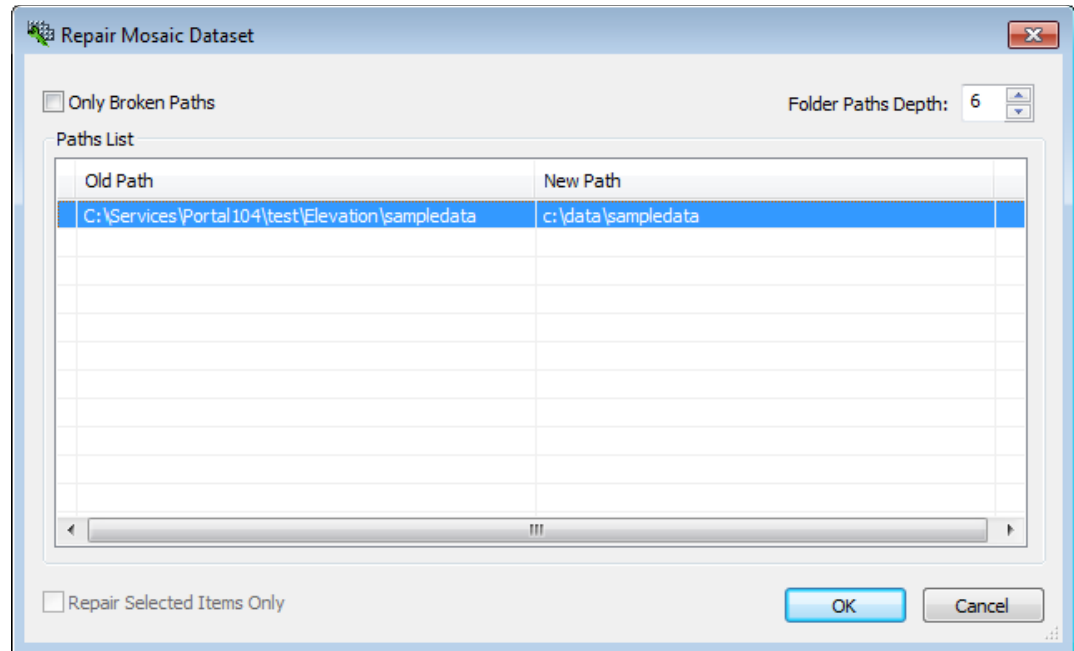 Repair Mosaic Dataset
Only Broken Paths
Folder Paths Depth: 6
Paths List
Old Path New Path
C:\Services\Portal104\test\Elevation\sampledata c:\data\sampledata
Repair Selected Items Only
OK Cancel